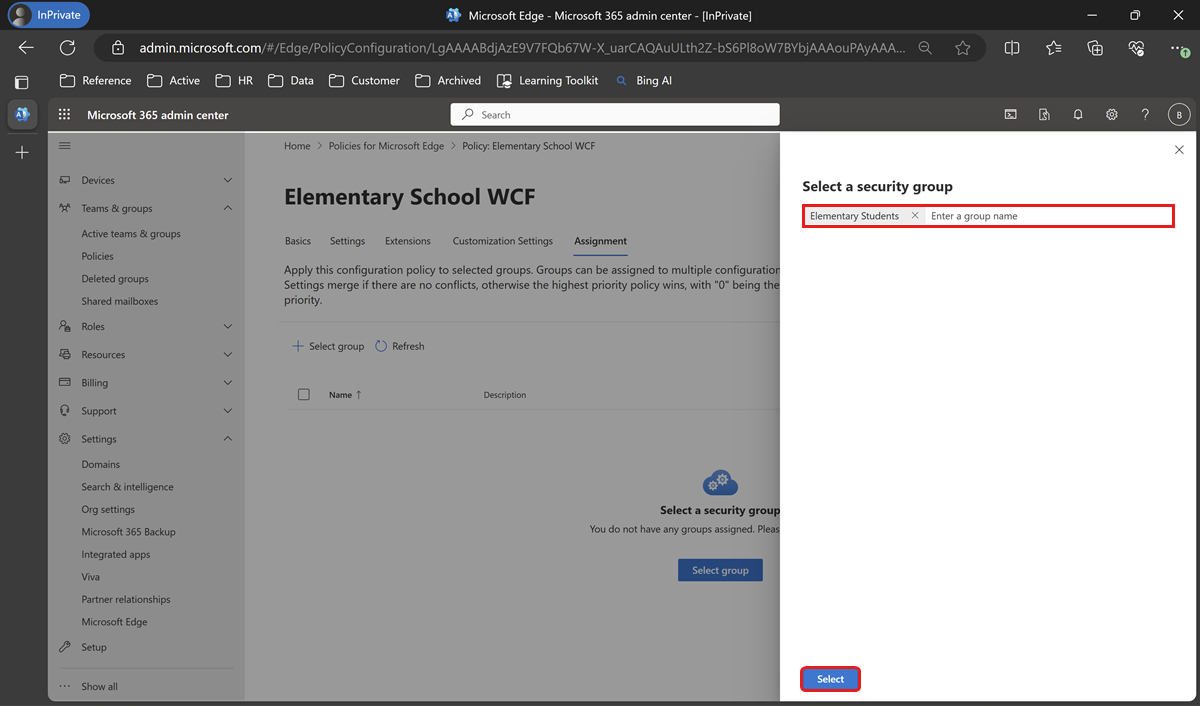 InPrivate
Microsoft Edge - Microsoft 365 admin center - [InPrivate]
admin.microsoft.com/#/Edge/PolicyConfiguration/LgAAAABdjAzE9V7FQb67W-X_uarCAQAuULth2Z-bS6Pl8oW7BYbjAAAouPAyAAA...
Reference
Active
HR
Data
Customer
Archived
Learning Toolkit
Bing AI
Microsoft 365 admin center
Search
B
Devices
Teams & groups
Active teams & groups
Policies
Deleted groups
Shared mailboxes
Roles
Resources
Billing
Support
Settings
Domains
Search & intelligence
Org settings
Microsoft 365 Backup
Integrated apps
Viva
Partner relationships
Microsoft Edge
Setup
Show all
Home > Policies for Microsoft Edge > Policy: Elementary School WCF
Elementary School WCF
Basics
Settings
Extensions
Customization Settings
Assignment
Apply this configuration policy to selected groups. Groups can be assigned to multiple configuration
Settings merge if there are no conflicts, otherwise the highest priority policy wins, with "0" being the
priority.
Select group
Refresh
Name ↑
Description
Select a security group
You do not have any groups assigned. Pleas
Select group
Select a security group
Elementary Students
Enter a group name
Select